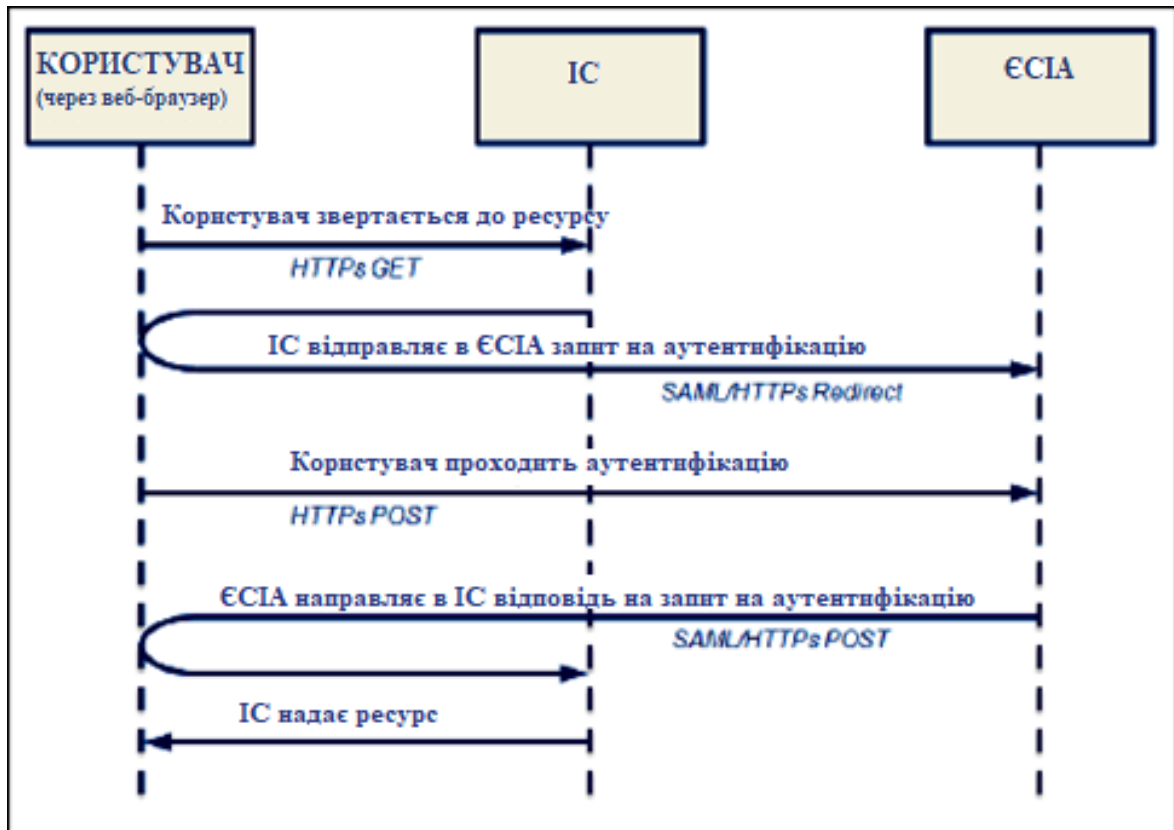 КОРИСТУВАЧ
(через веб-браузер)
ІС
ЄСІА
Користувач звертається до ресурсу
HTTPs GET
ІС відправляє в ЄСІА запит на аутентифікацію
SAML/HTTPs Redirect
Користувач проходить аутентифікацію
HTTPs POST
ЄСІА направляє в ІС відповідь на запит на аутентифікацію
SAML/HTTPs POST
ІС надає ресурс